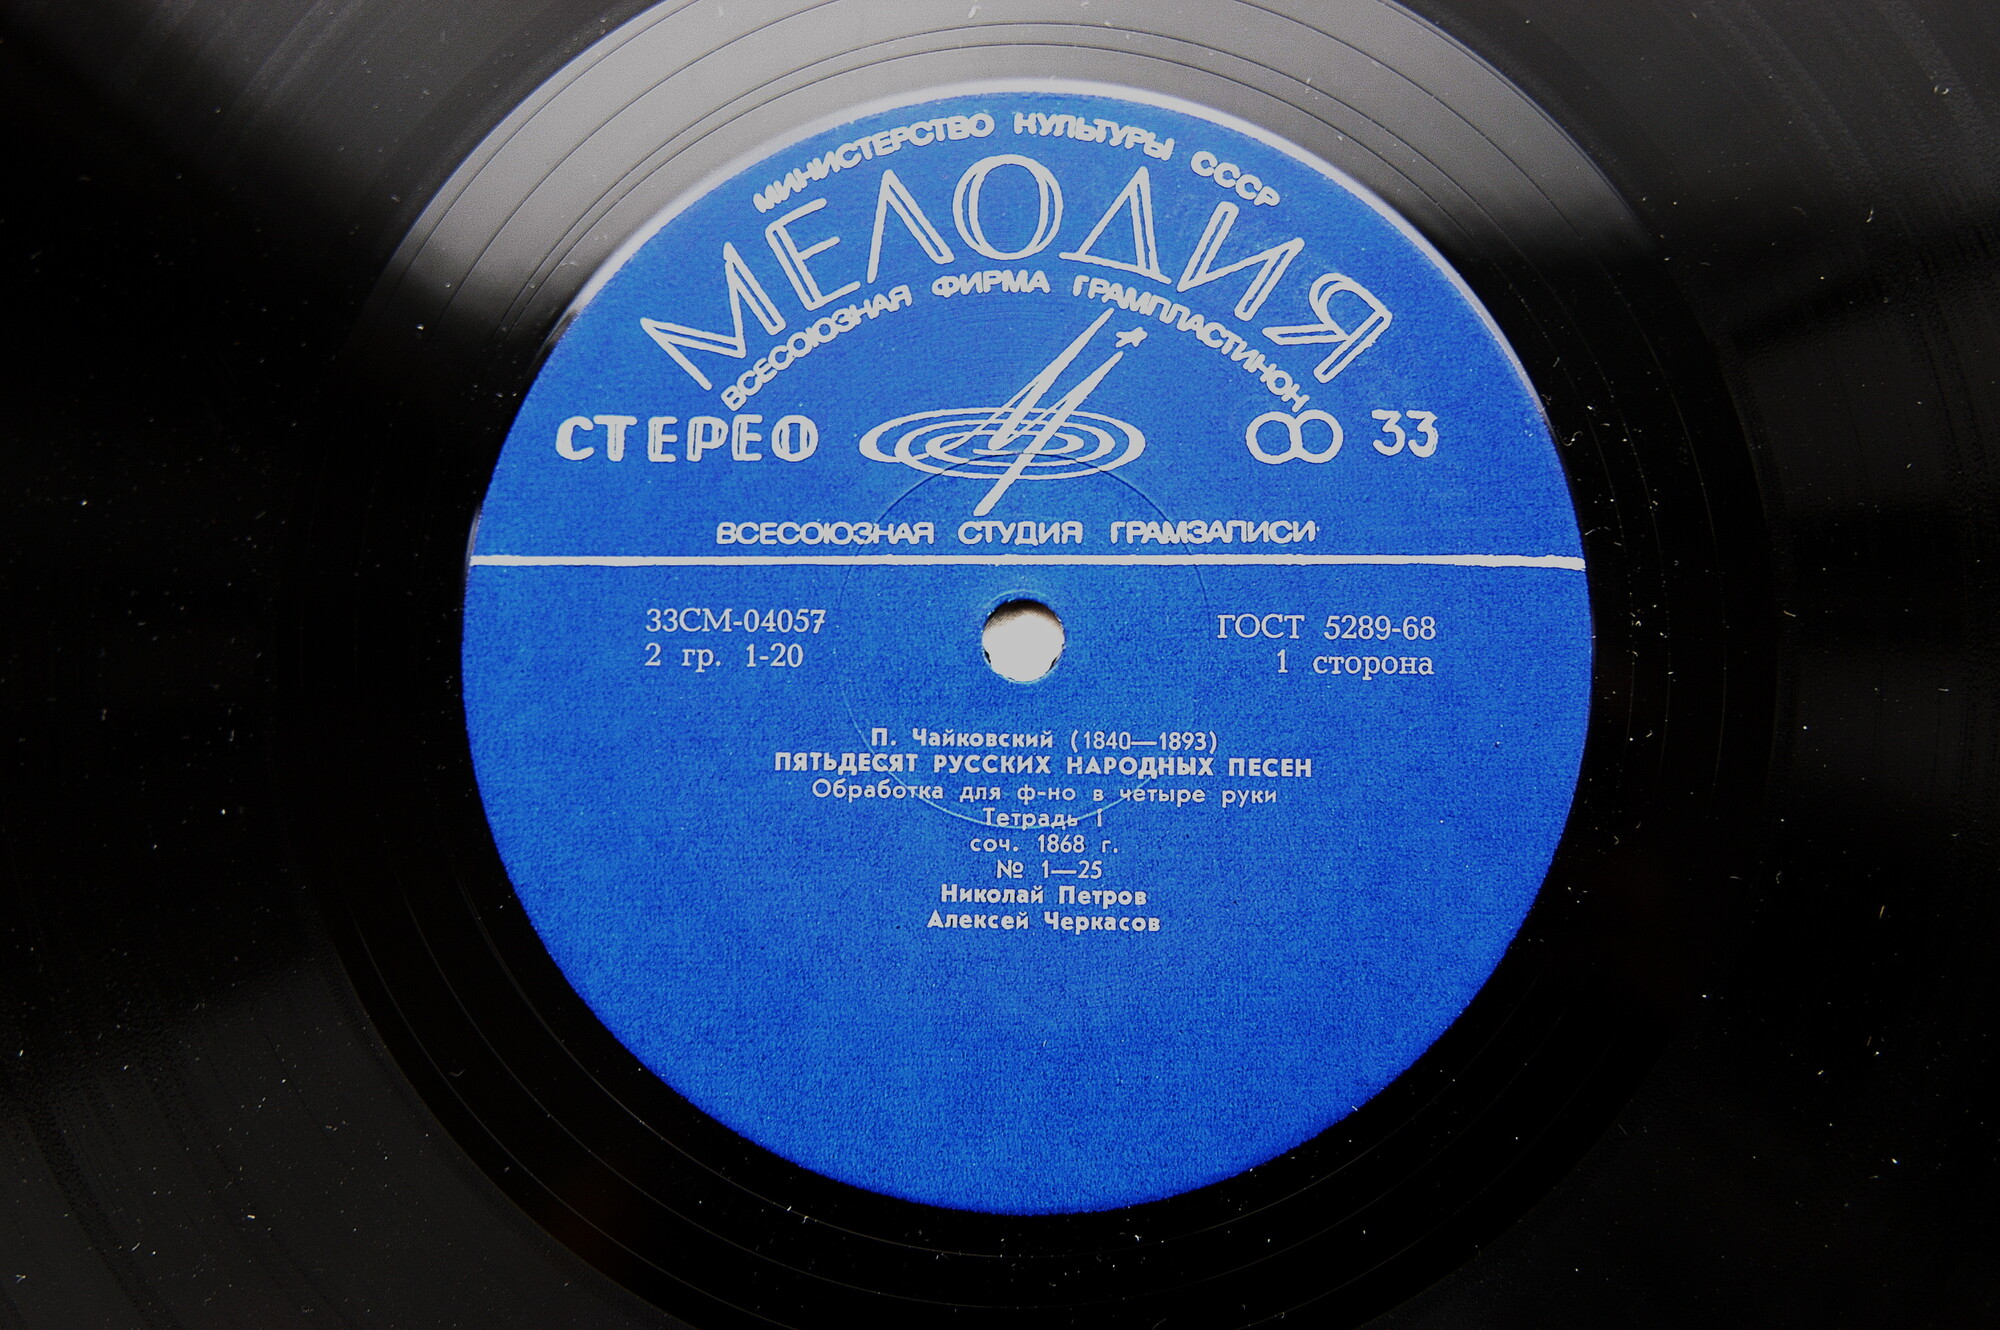 МИНИСТЕРСТВО КУЛЬТУРЫ СССР
МЕЛОДИЯ
ВСЕСОЮЗНАЯ ФИРМА ГРАМПЛАСТИНОК
СТЕРЕО 33
ВСЕСОЮЗНАЯ СТУДИЯ ГРАМЗАПИСИ
33СМ-04057 ГОСТ 5289-68
2 гр. 1-20 1 сторона
П. Чайковский (1840—1893)
ПЯТЬДЕСЯТ РУССКИХ НАРОДНЫХ ПЕСЕН
Обработка для ф-но в четыре руки
Тетрадь I
соч. 1868 г.
№ 1—25
Николай Петров
Алексей Черкасов